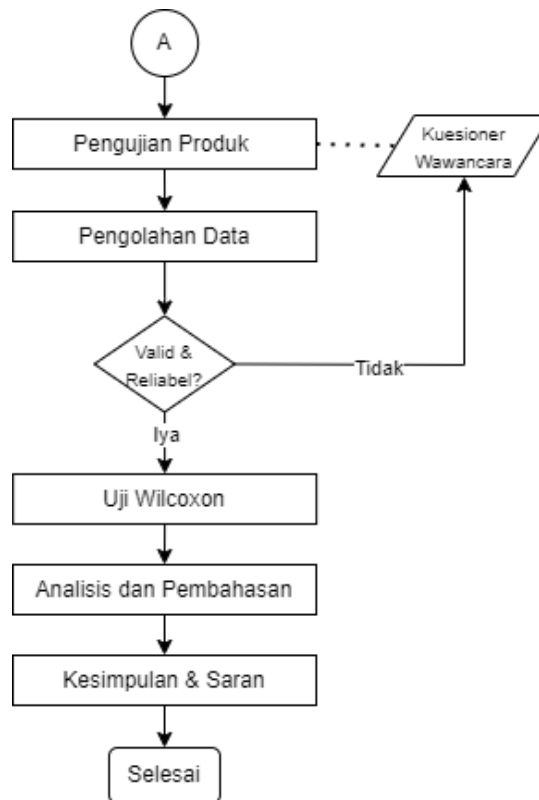 A
Pengujian Produk
Kuesioner
Wawancara
Pengolahan Data
Valid &
Reliabel?
Tidak
Iya
Uji Wilcoxon
Analisis dan Pembahasan
Kesimpulan & Saran
Selesai